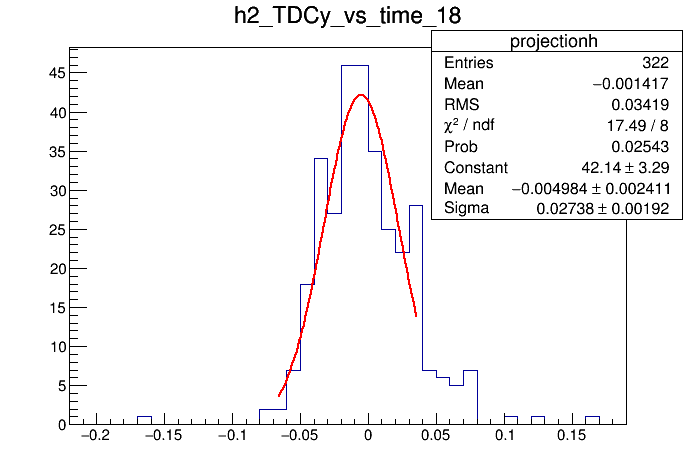 h2_TDCy_vs_time_18
projectionh
Entries 322
Mean −0.001417
RMS 0.03419
χ² / ndf 17.49 / 8
Prob 0.02543
Constant 42.14 ± 3.29
Mean −0.004984 ± 0.002411
Sigma 0.02738 ± 0.00192
45
40
35
30
25
20
15
10
5
0
−0.2 −0.15 −0.1 −0.05 0 0.05 0.1 0.15